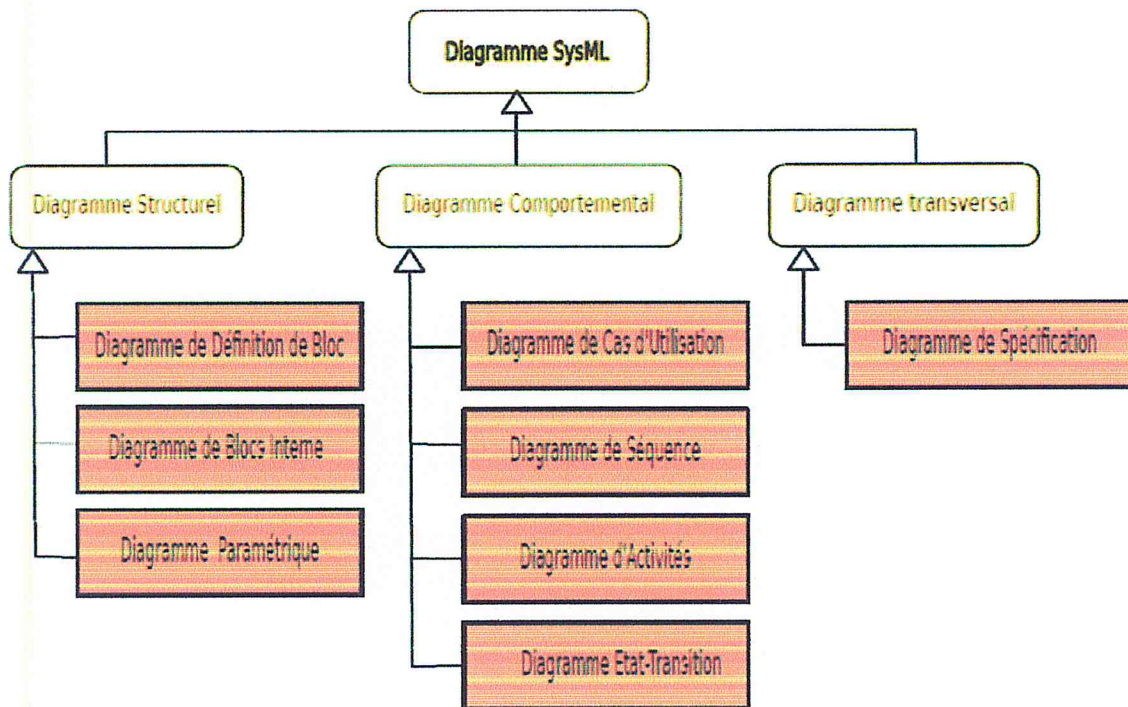 Diagramme SysML
Diagramme Structurel
Diagramme Comportemental
Diagramme transversal
Diagramme de Définition de Bloc
Diagramme de Blocs Interne
Diagramme Paramétrique
Diagramme de Cas d'Utilisation
Diagramme de Séquence
Diagramme d'Activités
Diagramme Etat-Transition
Diagramme de Spécification